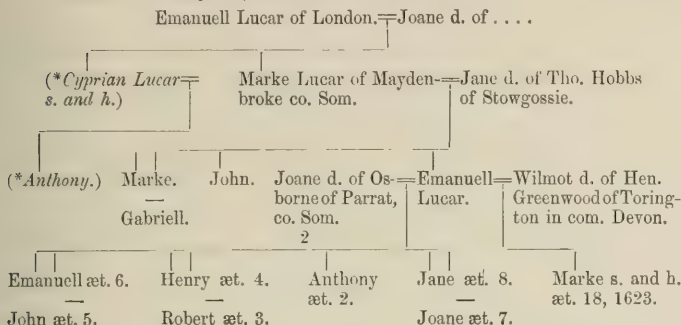 Emanuell Lucar of London.=Joane d. of . . . .
(*Cyprian Lucar=
s. and h.)
Marke Lucar of Mayden-=Jane d. of Tho. Hobbs
broke co. Som.
of Stowgossie.
(*Anthony.)
Marke.
—
Gabriell.
John.
Joane d. of Os-=Emanuell=Wilmot d. of Hen.
borne of Parrat,
co. Som.
2
Lucar.
Greenwood of Toring-
ton in com. Devon.
Emanuell æt. 6.
—
John æt. 5.
Henry æt. 4.
—
Robert æt. 3.
Anthony
æt. 2.
Jane æt. 8.
—
Joane æt. 7.
Marke s. and h.
æt. 18, 1623.